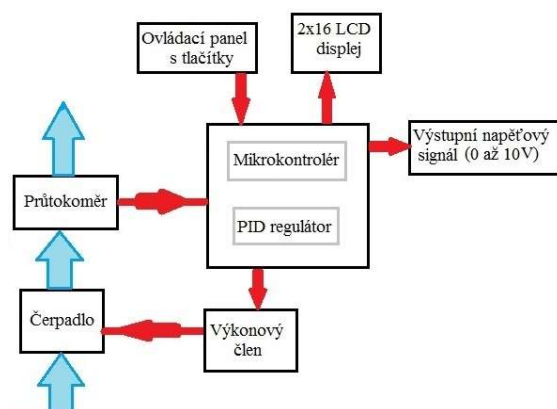 Ovládací panel
s tlačítky
2x16 LCD
displej
Mikrokontrolér
PID regulátor
Výstupní napěťový
signál (0 až 10V)
Průtokoměr
Čerpadlo
Výkonový
člen